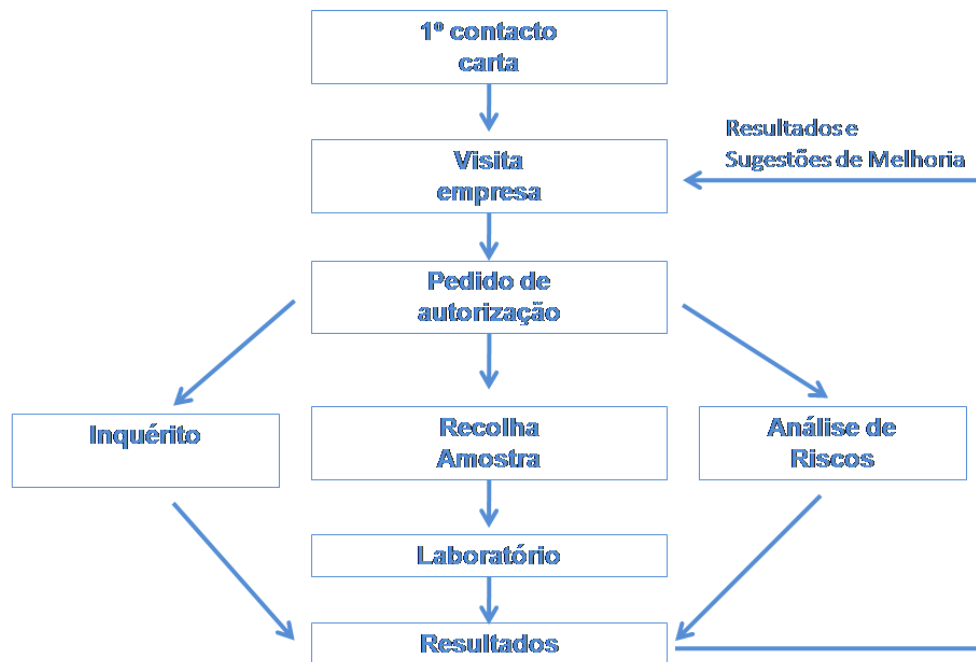 1º contacto
carta
Resultados e
Sugestões de Melhoria
Visita
empresa
Pedido de
autorização
Inquérito
Recolha
Amostra
Análise de
Riscos
Laboratório
Resultados